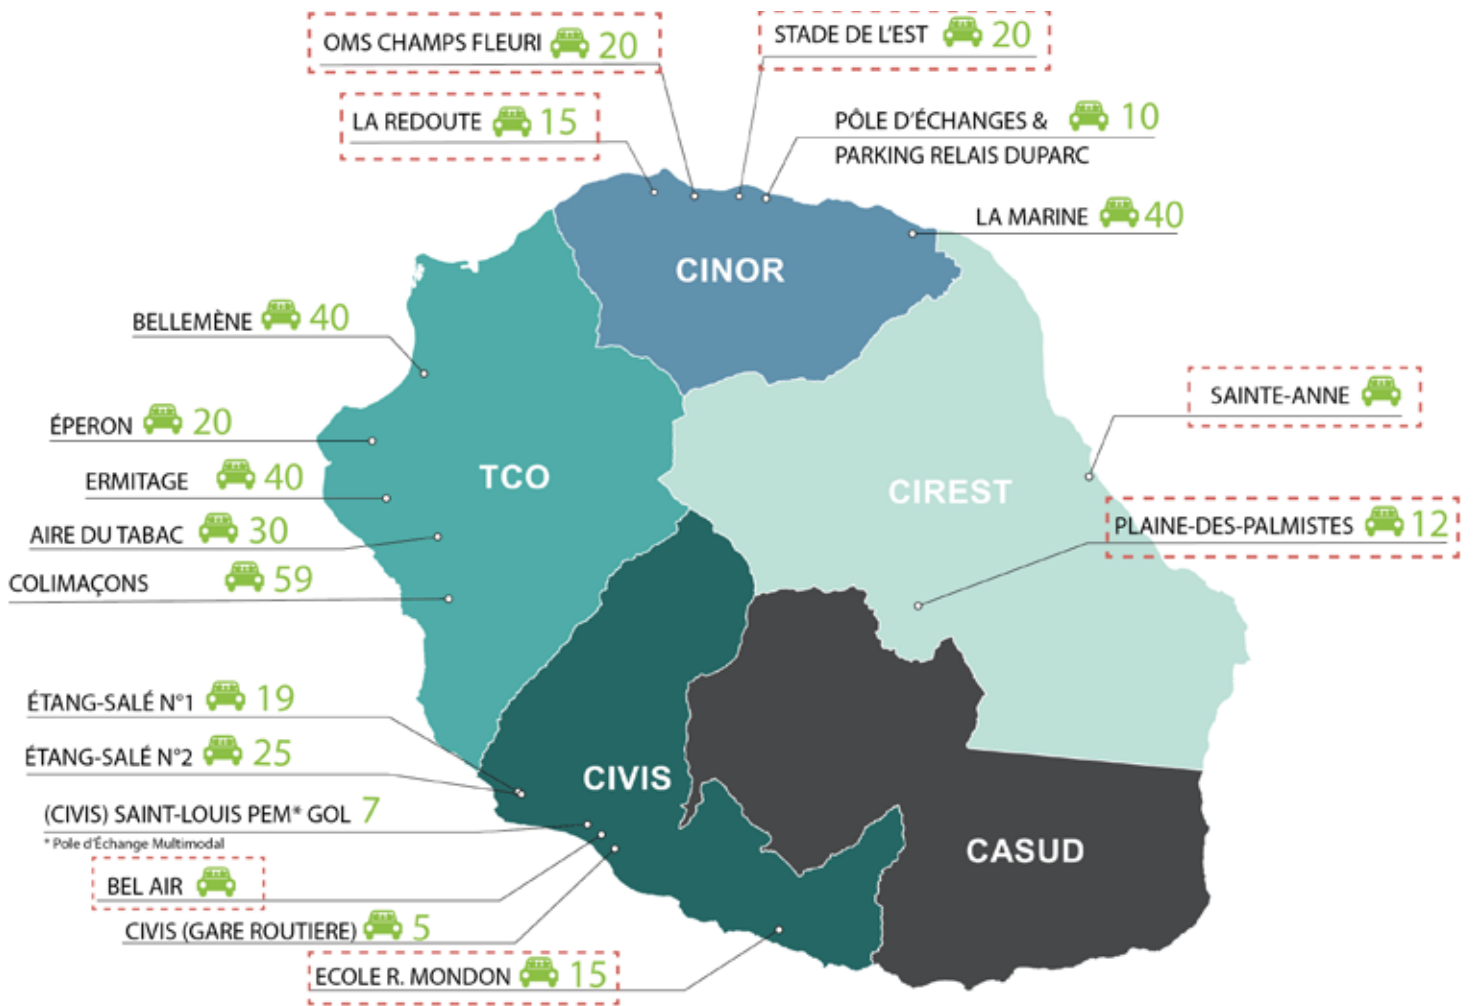 OMS CHAMPS FLEURI 20
STADE DE L'EST 20
LA REDOUTE 15
PÔLE D'ÉCHANGES & 10
PARKING RELAIS DUPARC
LA MARINE 40
CINOR
BELLEMÈNE 40
SAINTE-ANNE
ÉPERON 20
ERMITAGE 40
TCO
CIREST
AIRE DU TABAC 30
PLAINE-DES-PALMISTES 12
COLIMAÇONS 59
ÉTANG-SALÉ N°1 19
ÉTANG-SALÉ N°2 25
CIVIS
(CIVIS) SAINT-LOUIS PEM* GOL 7
* Pole d'Échange Multimodal
CASUD
BEL AIR
CIVIS (GARE ROUTIERE) 5
ECOLE R. MONDON 15